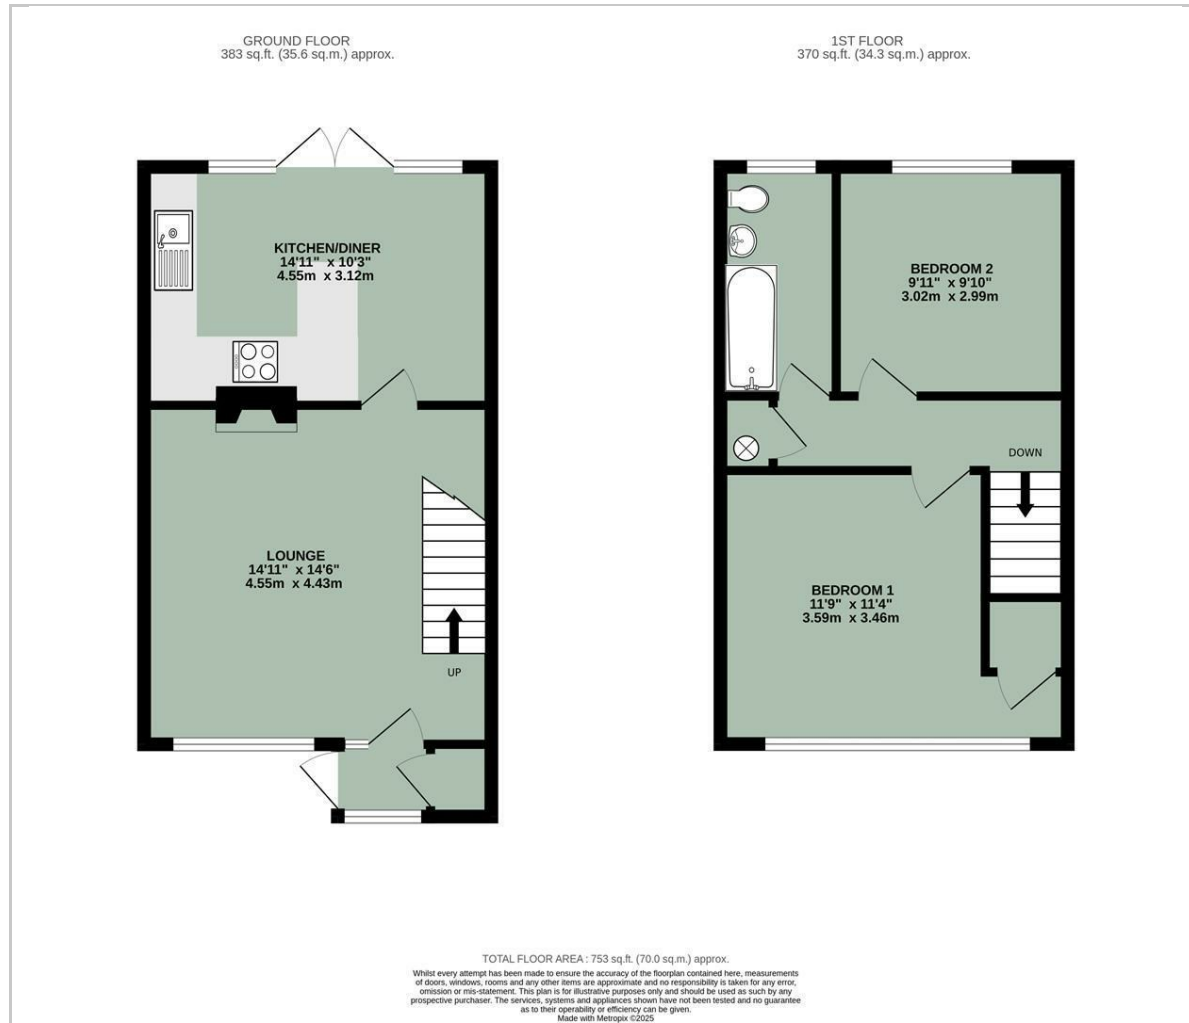 GROUND FLOOR
383 sq.ft. (35.6 sq.m.) approx.
1ST FLOOR
370 sq.ft. (34.3 sq.m.) approx.
KITCHEN/DINER
14'11" x 10'3"
4.55m x 3.12m
BEDROOM 2
9'11" x 9'10"
3.02m x 2.99m
DOWN
LOUNGE
14'11" x 14'6"
4.55m x 4.43m
BEDROOM 1
11'9" x 11'4"
3.59m x 3.46m
UP
TOTAL FLOOR AREA : 753 sq.ft. (70.0 sq.m.) approx.
Whilst every attempt has been made to ensure the accuracy of the floorplan contained here, measurements
of doors, windows, rooms and any other items are approximate and no responsibility is taken for any error,
omission or mis-statement. This plan is for illustrative purposes only and should be used as such by any
prospective purchaser. The services, systems and appliances shown have not been tested and no guarantee
as to their operability or efficiency can be given.
Made with Metropix ©2025